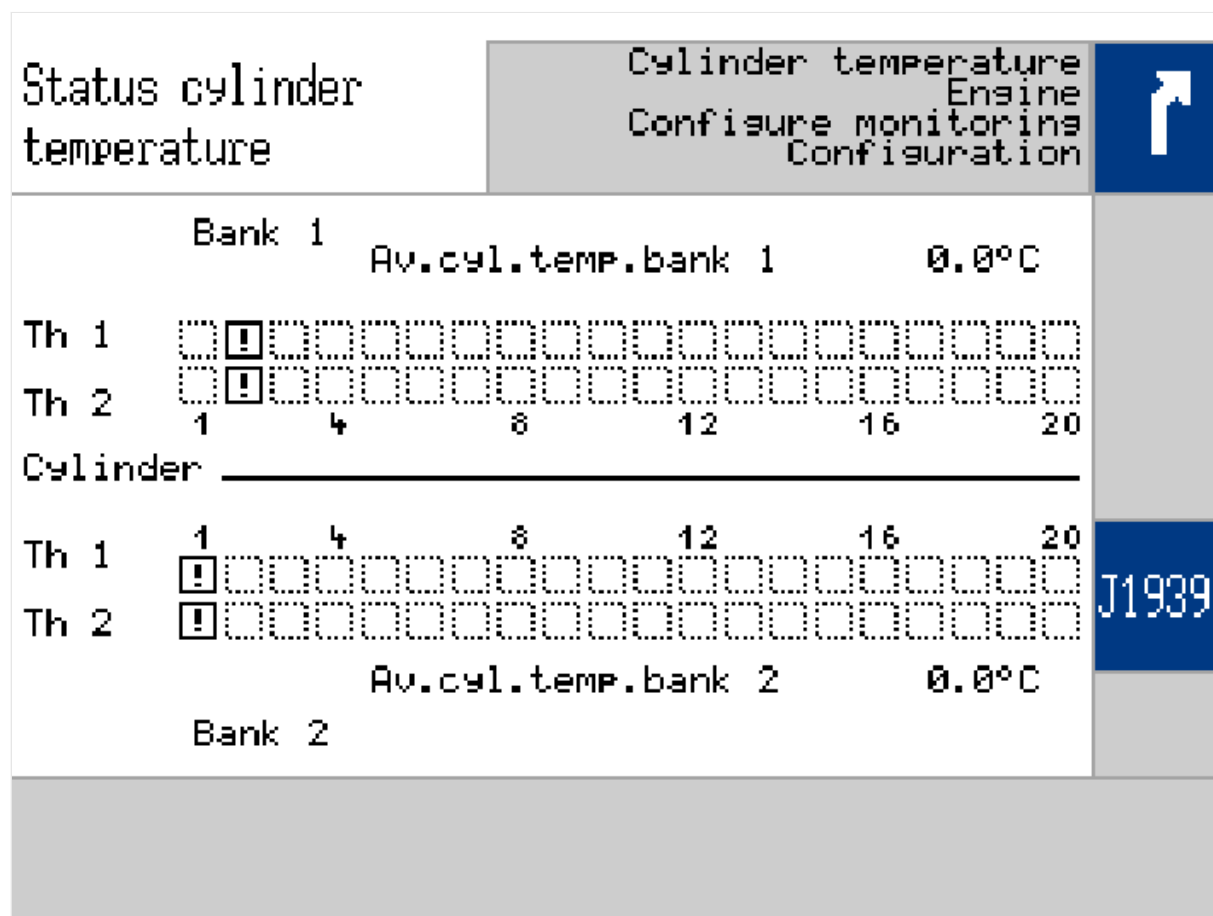 Status cylinder
temperature
Cylinder temperature
Engine
Configure monitoring
Configuration
Bank 1
Av.cyl.temp.bank 1 0.0°C
Th 1 ! 
Th 2 ! 
1 4 8 12 16 20
Cylinder
1 4 8 12 16 20
Th 1 ! 
Th 2 ! 
J1939
Av.cyl.temp.bank 2 0.0°C
Bank 2